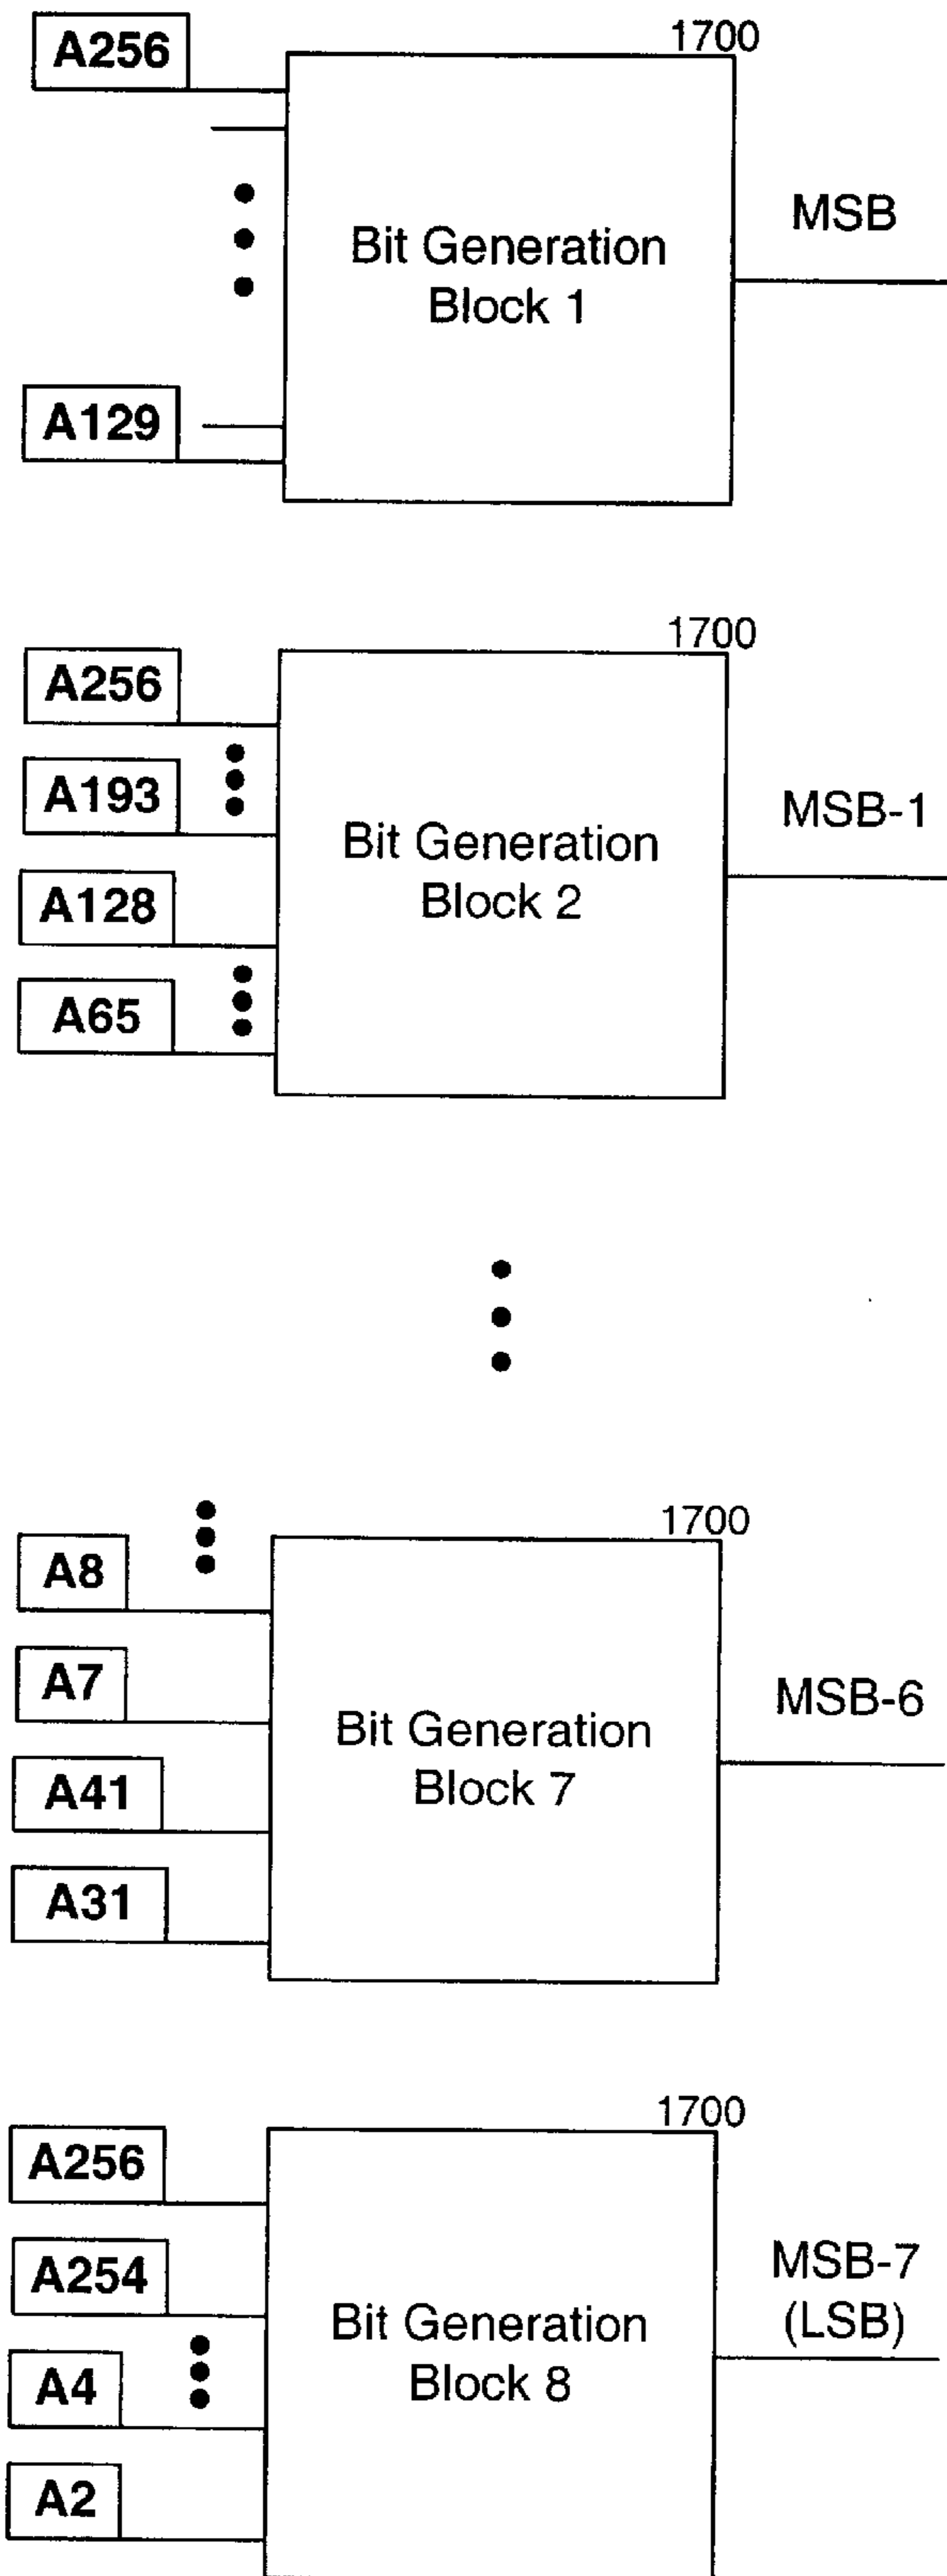 1700
A256
MSB
Bit Generation
Block 1
A129
1700
A256
A193
MSB-1
Bit Generation
Block 2
A128
A65
1700
A8
A7
MSB-6
Bit Generation
Block 7
A41
A31
1700
A256
A254
MSB-7
(LSB)
Bit Generation
Block 8
A4
A2